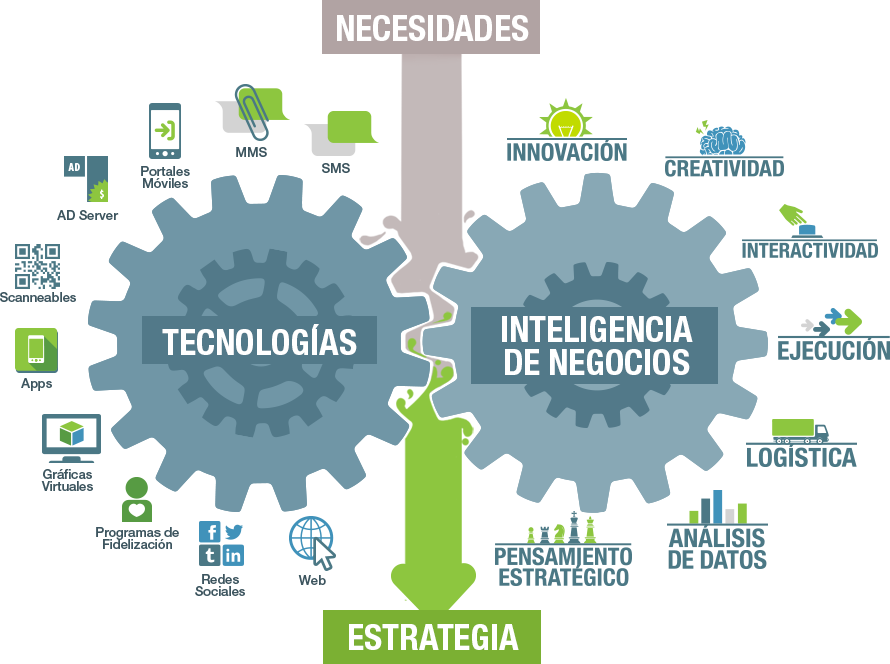 NECESIDADES
MMS
SMS
Portales
Móviles
AD
$
AD Server
Scanneables
Apps
Gráficas
Virtuales
Programas de
Fidelización
f
t
in
Redes
Sociales
Web
TECNOLOGÍAS
INNOVACIÓN
CREATIVIDAD
INTERACTIVIDAD
EJECUCIÓN
LOGÍSTICA
ANÁLISIS
DE DATOS
PENSAMIENTO
ESTRATÉGICO
INTELIGENCIA
DE NEGOCIOS
ESTRATEGIA